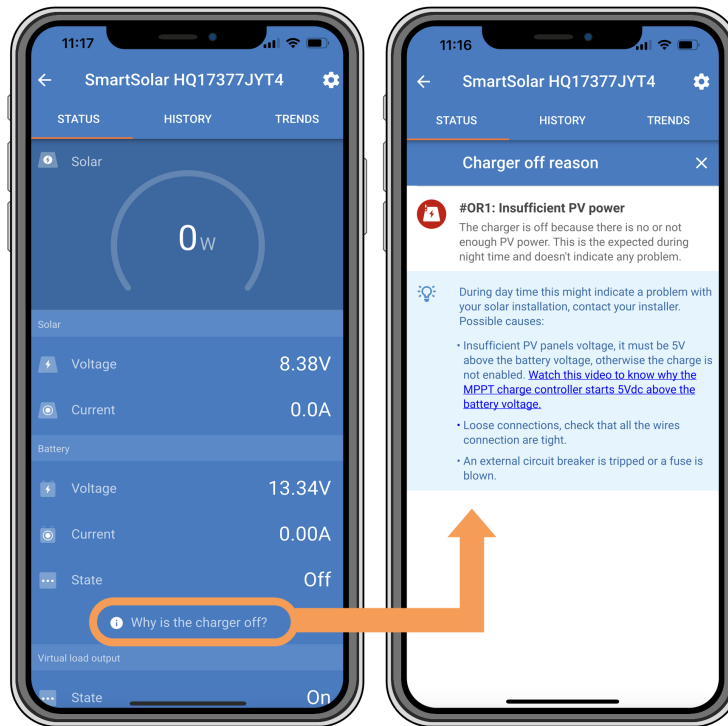 11:17
SmartSolar HQ17377JYT4
STATUS
HISTORY
TRENDS
Solar
0W
Solar
Voltage
8.38V
Current
0.0A
Battery
Voltage
13.34V
Current
0.00A
State
Off
Why is the charger off?
Virtual load output
State
On
11:16
SmartSolar HQ17377JYT4
STATUS
HISTORY
TRENDS
Charger off reason
#OR1: Insufficient PV power
The charger is off because there is no or not
enough PV power. This is the expected during
night time and doesn't indicate any problem.
During day time this might indicate a problem with
your solar installation, contact your installer.
Possible causes:
• Insufficient PV panels voltage, it must be 5V
above the battery voltage, otherwise the charge is
not enabled. Watch this video to know why the
MPPT charge controller starts 5Vdc above the
battery voltage.
• Loose connections, check that all the wires
connection are tight.
• An external circuit breaker is tripped or a fuse is
blown.